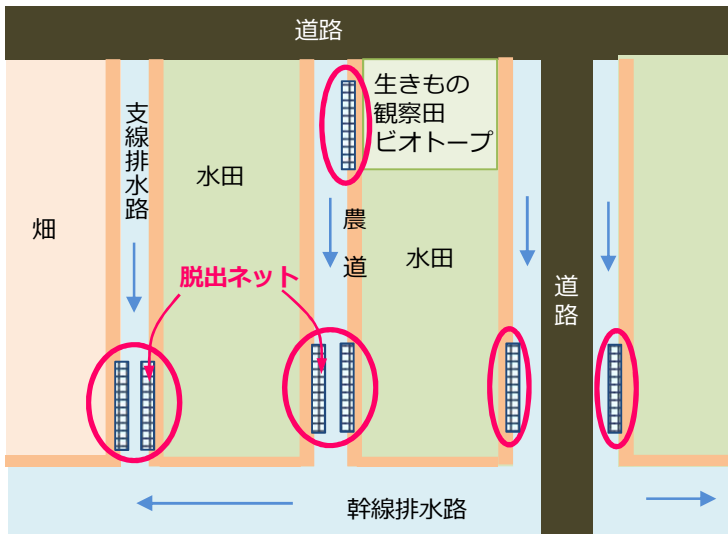 道路
生きもの
観察田
ビオトープ
支線排水路
水田
畑
農道
水田
脱出ネット
道路
幹線排水路